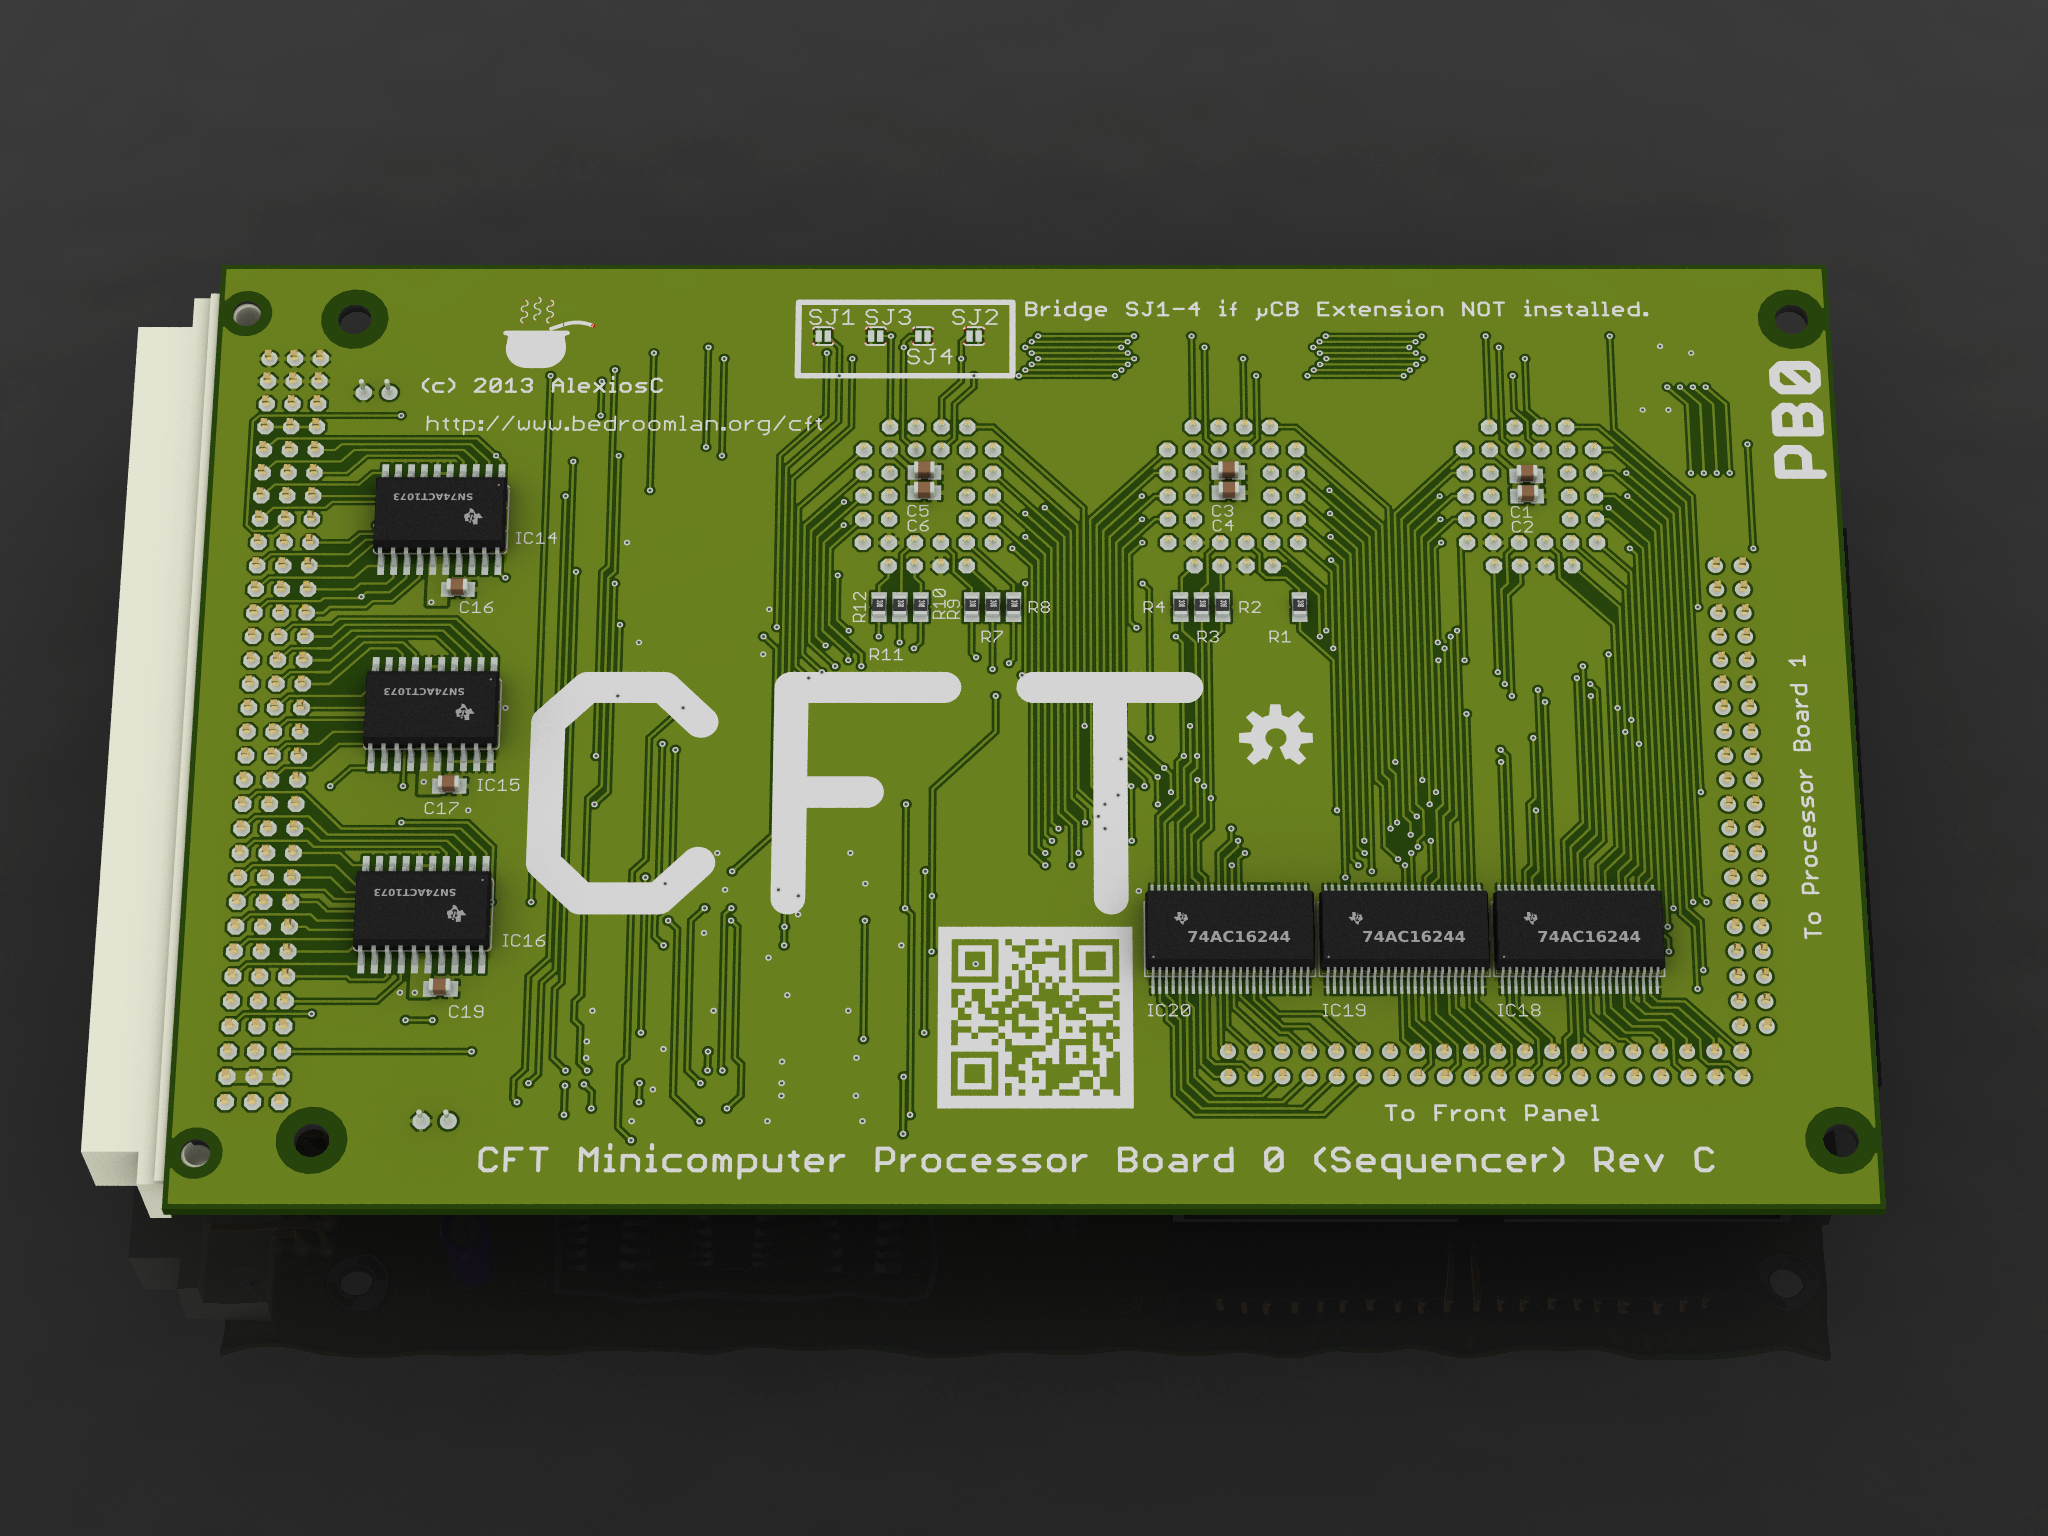 SJ1 SJ3 SJ2
SJ4
Bridge SJ1-4 if µCB Extension NOT installed.
PB0
(c) 2013 AlexiosC
http://www.bedroomlan.org/cft
SN74ACT1073
IC14
C16
C5
C6
C3
C4
C1
C2
R12
R10
R9
R8
R11
R7
R4
R2
R3
R1
SN74ACT1073
IC15
C17
CFT
To Processor Board 1
SN74ACT1073
IC16
C19
74AC16244
74AC16244
74AC16244
IC20
IC19
IC18
To Front Panel
CFT Minicomputer Processor Board 0 (Sequencer) Rev C